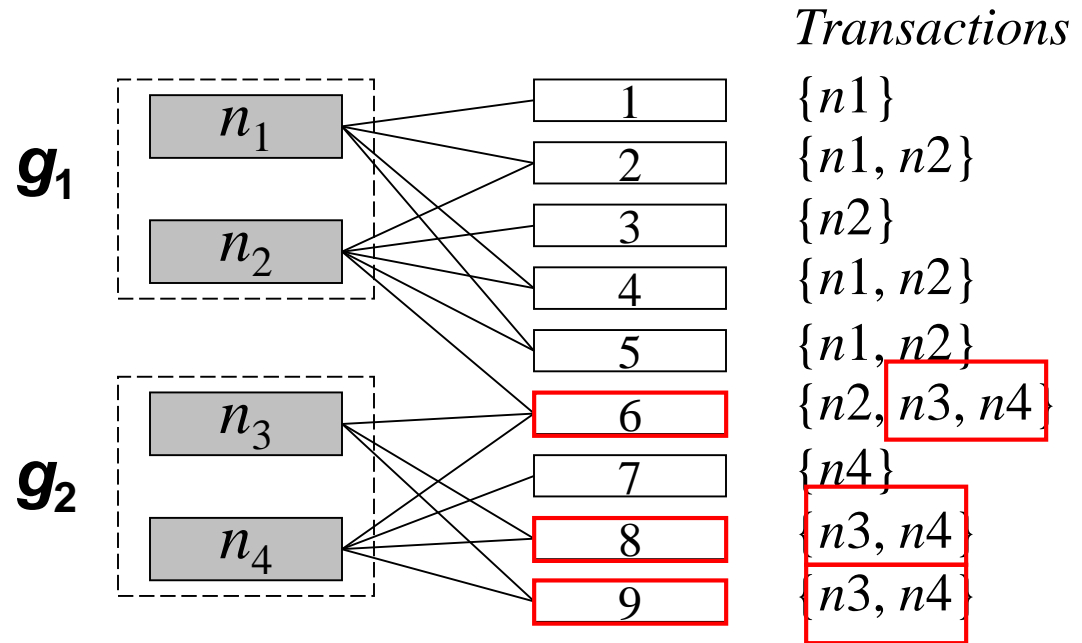 Transactions
n1 1 {n1}
g1 2 {n1, n2}
3 {n2}
n2 4 {n1, n2}
5 {n1, n2}
n3 6 {n2, n3, n4}
g2 7 {n4}
n4 8 {n3, n4}
9 {n3, n4}